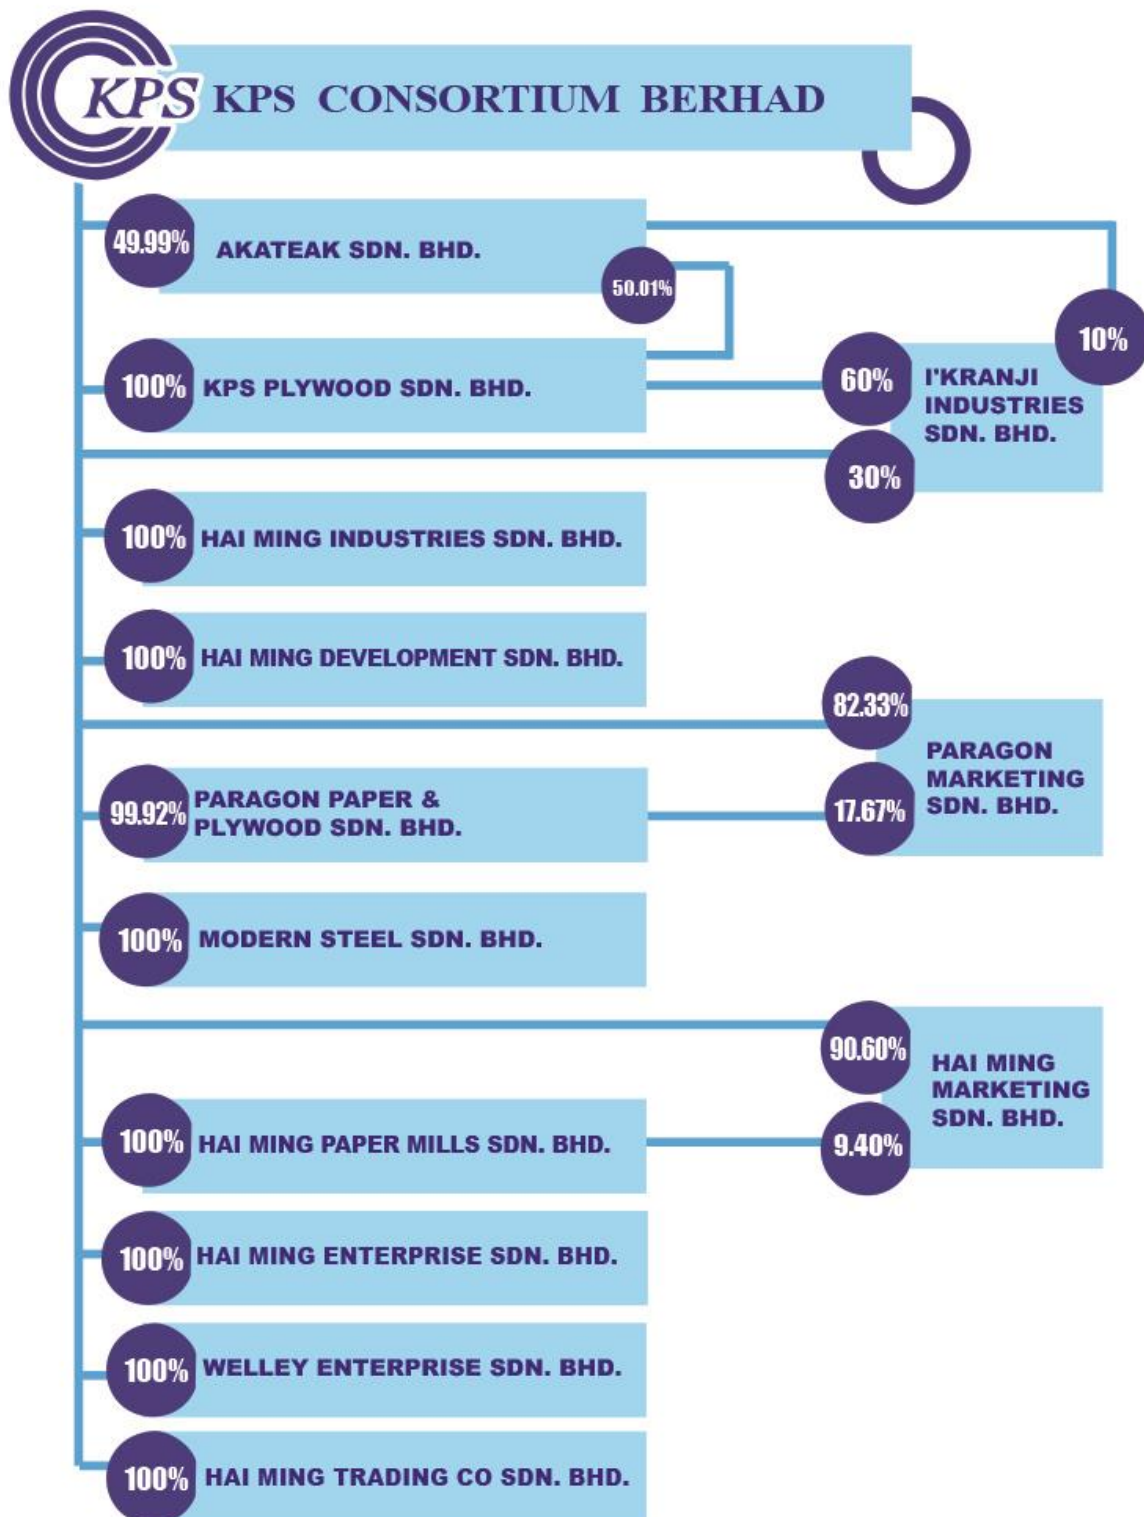 KPS KPS CONSORTIUM BERHAD
49.99% AKATEAK SDN. BHD.
50.01%
10%
100% KPS PLYWOOD SDN. BHD.
60%
I'KRANJI
INDUSTRIES
SDN. BHD.
30%
100% HAI MING INDUSTRIES SDN. BHD.
100% HAI MING DEVELOPMENT SDN. BHD.
82.33%
PARAGON
MARKETING
SDN. BHD.
99.92% PARAGON PAPER &
PLYWOOD SDN. BHD.
17.67%
100% MODERN STEEL SDN. BHD.
90.60%
HAI MING
MARKETING
SDN. BHD.
100% HAI MING PAPER MILLS SDN. BHD.
9.40%
100% HAI MING ENTERPRISE SDN. BHD.
100% WELLEY ENTERPRISE SDN. BHD.
100% HAI MING TRADING CO SDN. BHD.